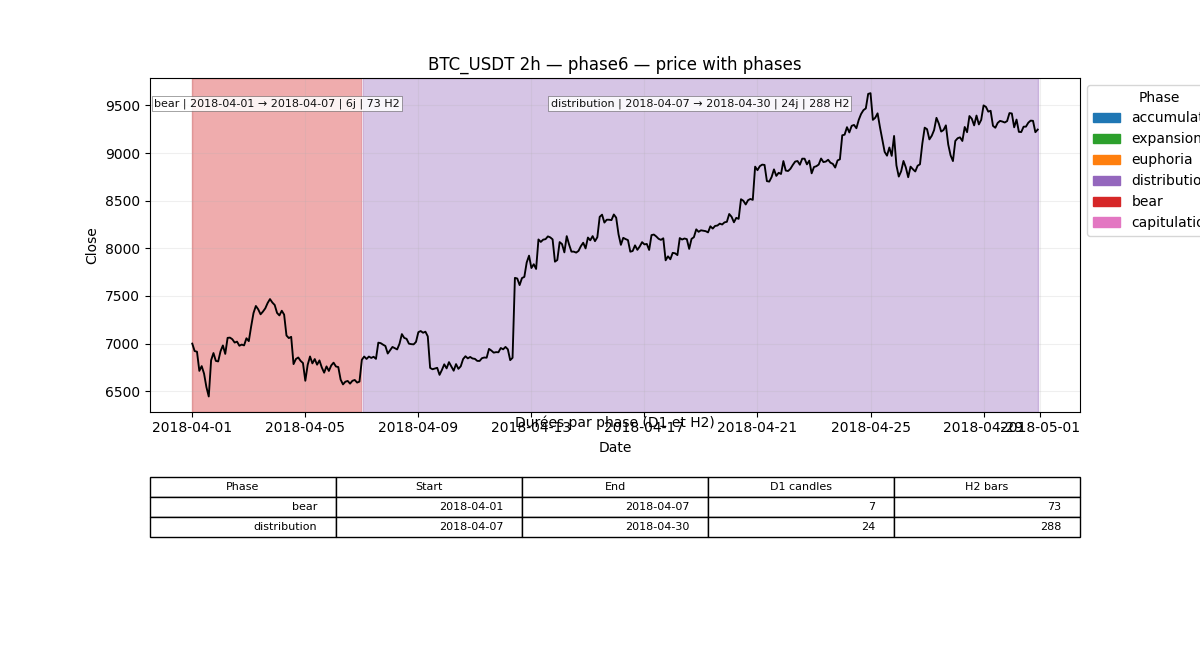 BTC_USDT 2h — phase6 — price with phases
bear | 2018-04-01 → 2018-04-07 | 6j | 73 H2
distribution | 2018-04-07 → 2018-04-30 | 24j | 288 H2
Close
9500
9000
8500
8000
7500
7000
6500
Phase
accumulat
expansion
euphoria
distributio
bear
capitulatio
Durées par phase (D1 et H2)
2018-04-01 2018-04-05 2018-04-09 2018-04-13 2018-04-17 2018-04-21 2018-04-25 2018-04-29 2018-05-01
Date
Phase Start End D1 candles H2 bars
bear 2018-04-01 2018-04-07 7 73
distribution 2018-04-07 2018-04-30 24 288